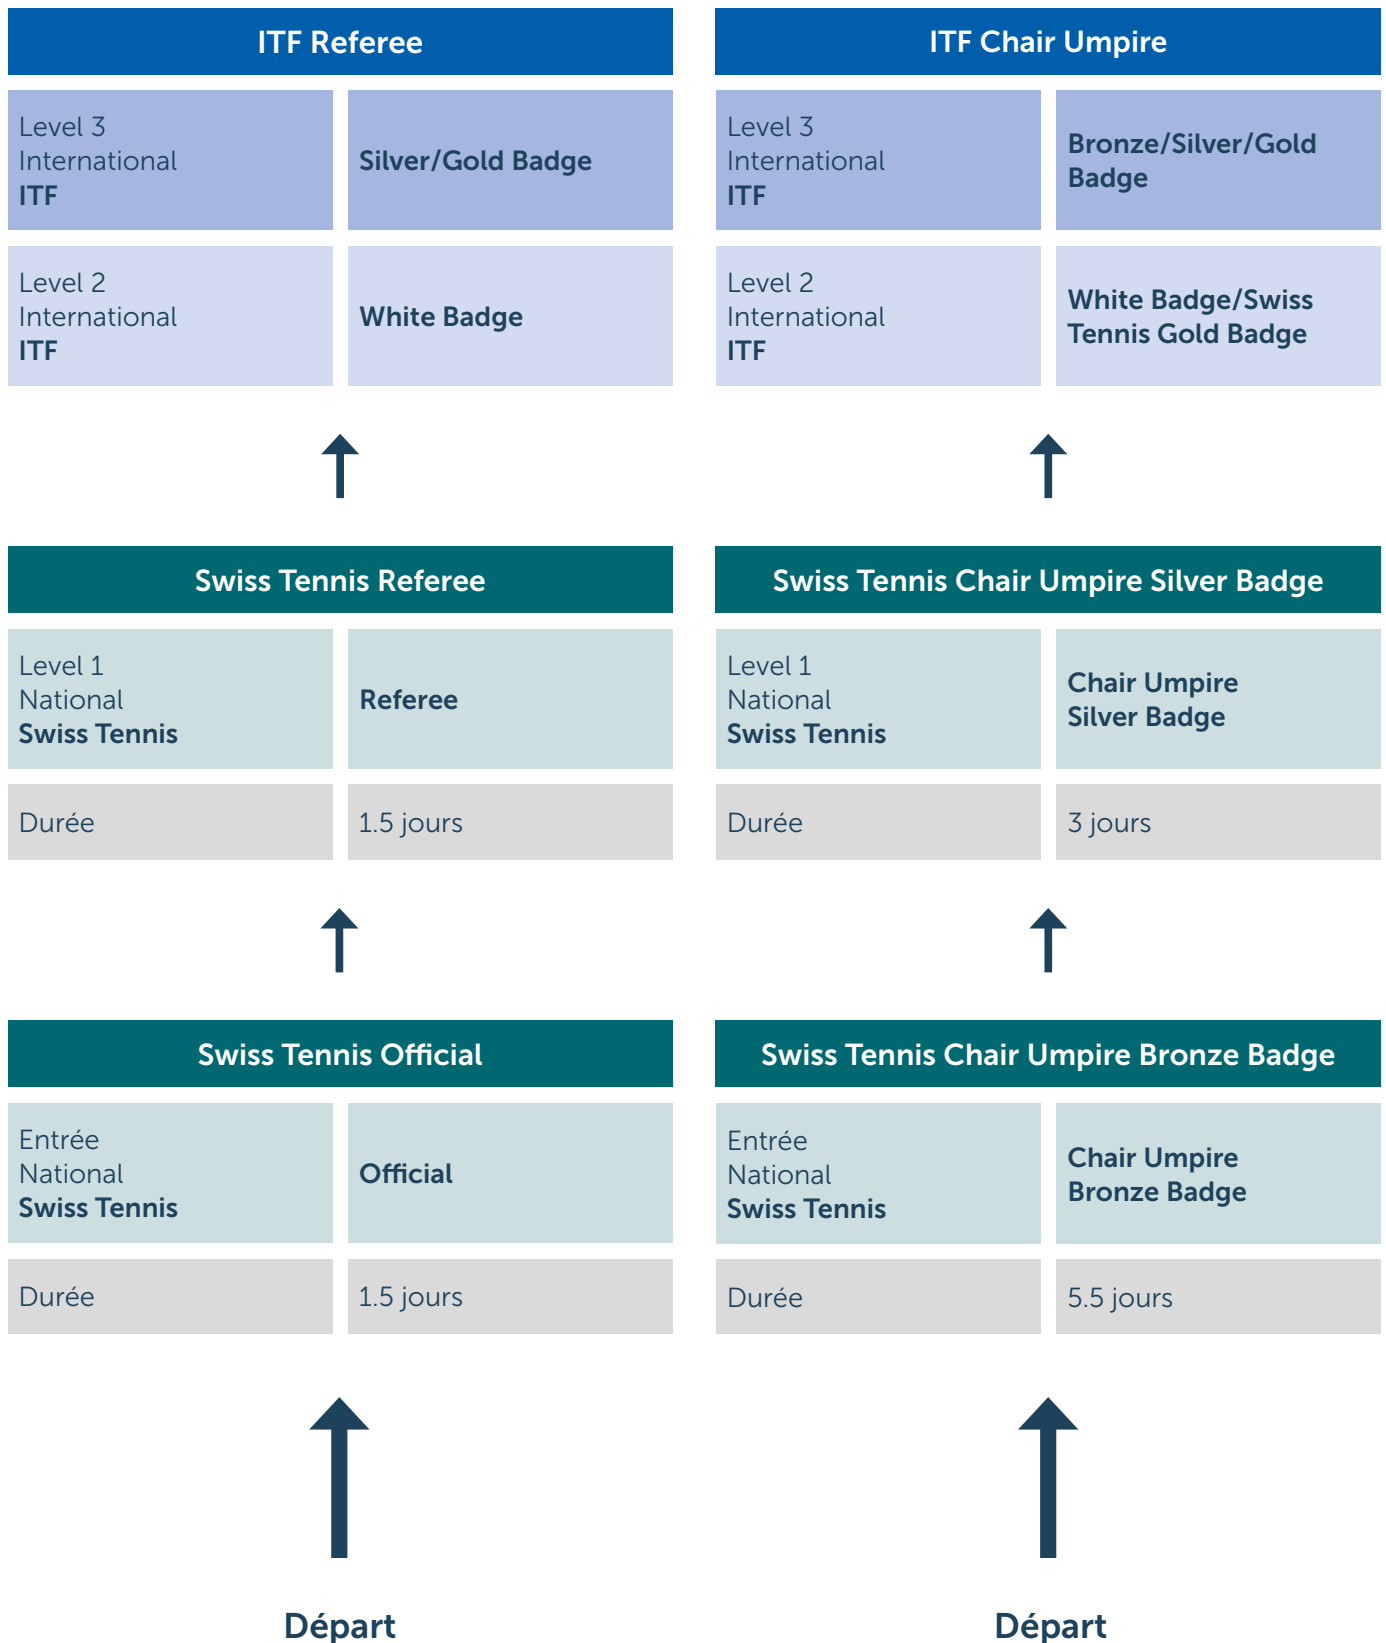 ITF Referee
Level 3
International
ITF
Silver/Gold Badge
Level 2
International
ITF
White Badge
Swiss Tennis Referee
Level 1
National
Swiss Tennis
Referee
Durée
1.5 jours
Swiss Tennis Official
Entrée
National
Swiss Tennis
Official
Durée
1.5 jours
Départ
ITF Chair Umpire
Level 3
International
ITF
Bronze/Silver/Gold
Badge
Level 2
International
ITF
White Badge/Swiss
Tennis Gold Badge
Swiss Tennis Chair Umpire Silver Badge
Level 1
National
Swiss Tennis
Chair Umpire
Silver Badge
Durée
3 jours
Swiss Tennis Chair Umpire Bronze Badge
Entrée
National
Swiss Tennis
Chair Umpire
Bronze Badge
Durée
5.5 jours
Départ